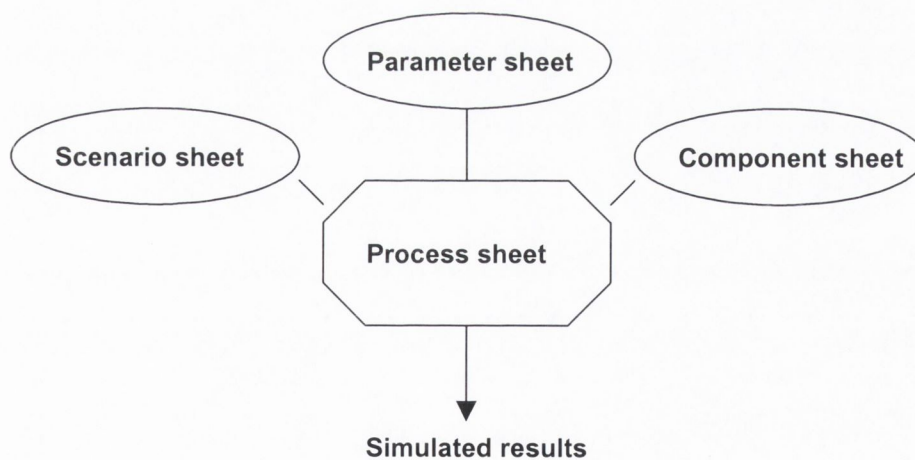 Parameter sheet
Scenario sheet
Component sheet
Process sheet
Simulated results